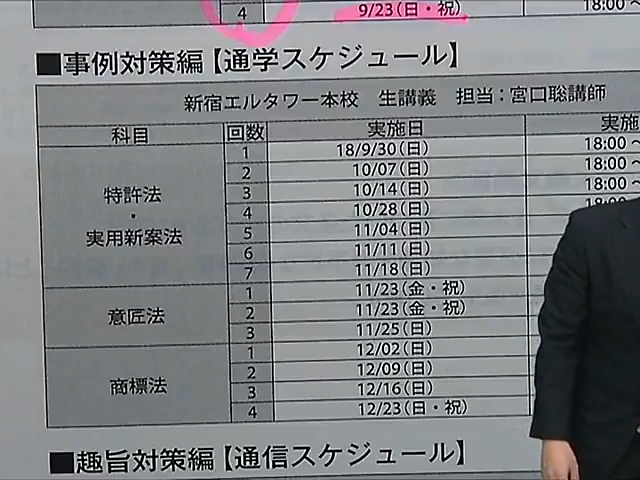 4 9/23(日・祝) 18:00
■事例対策編【通学スケジュール】
新宿エルタワー本校 生講義 担当:宮口聡講師
科目 回数 実施日 実施
特許法・実用新案法
1 18/9/30(日) 18:00~
2 10/07(日) 18:00~
3 10/14(日) 18:00~
4 10/28(日) 18:00~
5 11/04(日)
6 11/11(日)
7 11/18(日)
意匠法
1 11/23(金・祝)
2 11/23(金・祝)
3 11/25(日)
商標法
1 12/02(日)
2 12/09(日)
3 12/16(日)
4 12/23(日・祝)
■趣旨対策編【通信スケジュール】